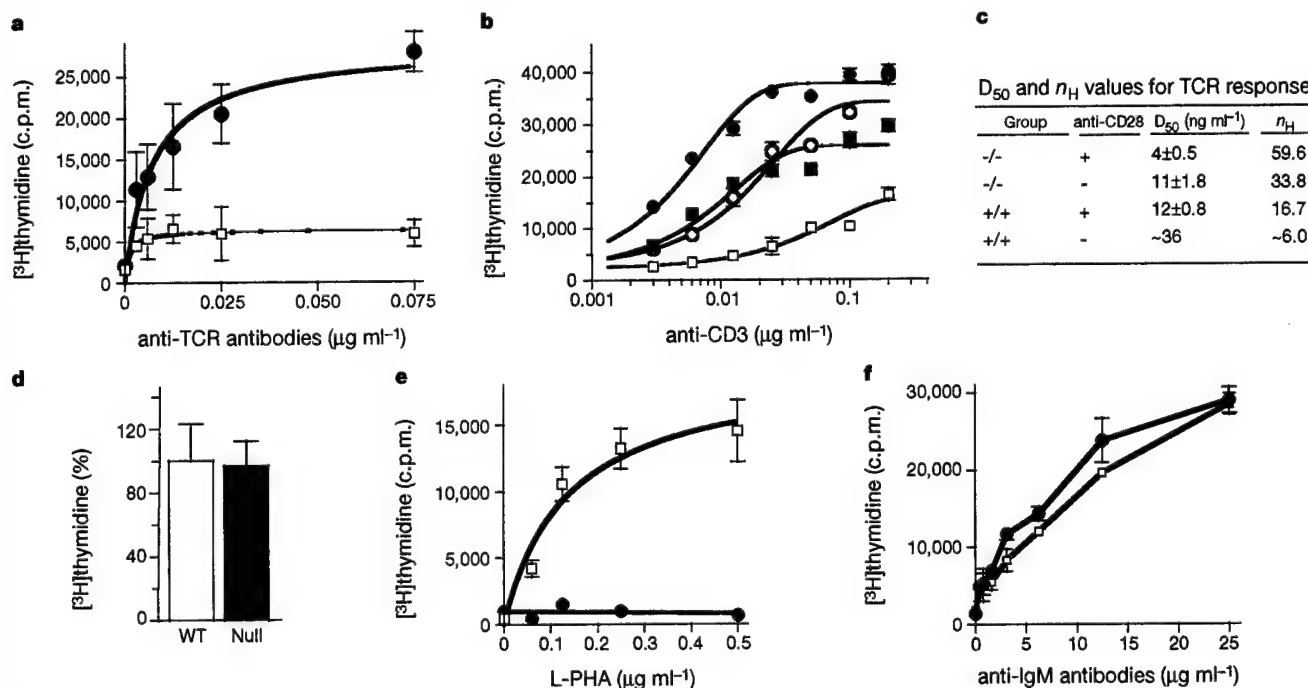 a
25,000
20,000
15,000
10,000
5,000
0
[³H]thymidine (c.p.m.)
0
0.025
0.050
0.075
anti-TCR antibodies (μg ml⁻¹)
b
40,000
30,000
20,000
10,000
0
[³H]thymidine (c.p.m.)
0.001
0.01
0.1
anti-CD3 (μg ml⁻¹)
c
D₅₀ and n_H values for TCR response
Group anti-CD28 D₅₀ (ng ml⁻¹) n_H
-/- + 4±0.5 59.6
-/- - 11±1.8 33.8
+/+ + 12±0.8 16.7
+/+ - ~36 ~6.0
d
120
80
40
0
[³H]thymidine (%)
WT Null
e
15,000
10,000
5,000
0
[³H]thymidine (c.p.m.)
0 0.1 0.2 0.3 0.4 0.5
L-PHA (μg ml⁻¹)
f
30,000
20,000
10,000
0
[³H]thymidine (c.p.m.)
0 5 10 15 20 25
anti-IgM antibodies (μg ml⁻¹)